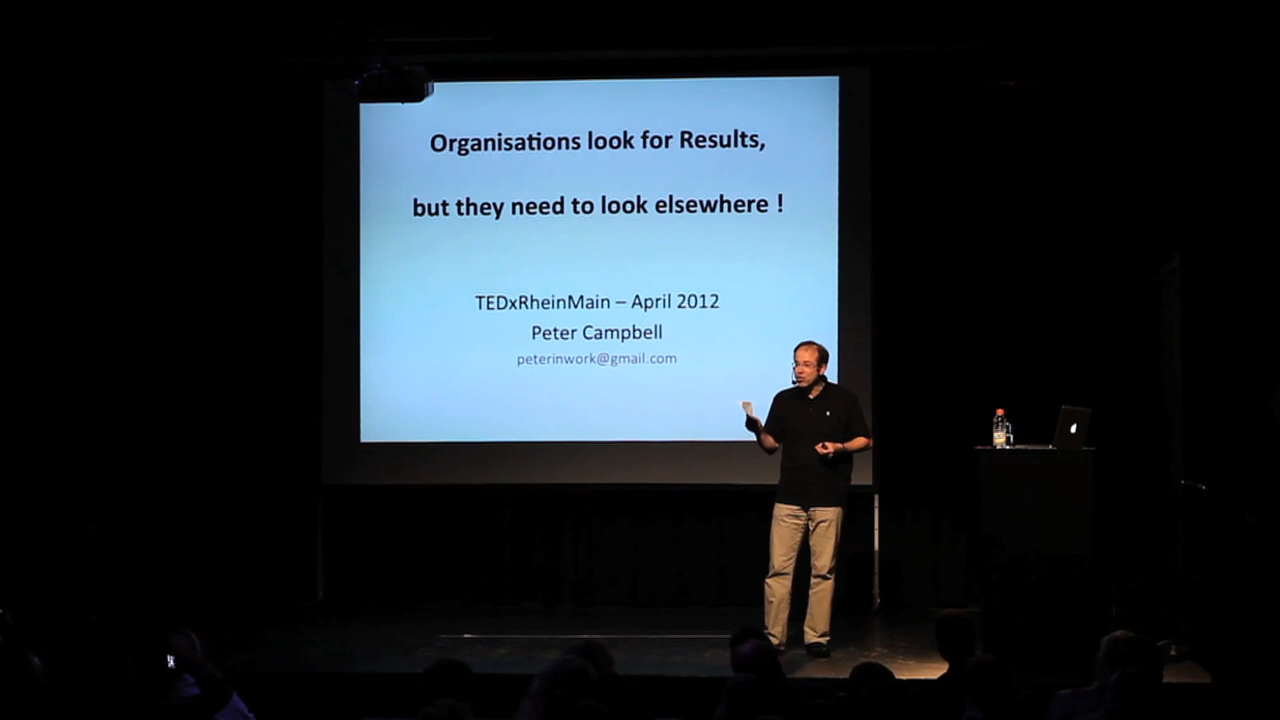 Organisations look for Results,
but they need to look elsewhere !
TEDxRheinMain – April 2012
Peter Campbell
peterinwork@gmail.com